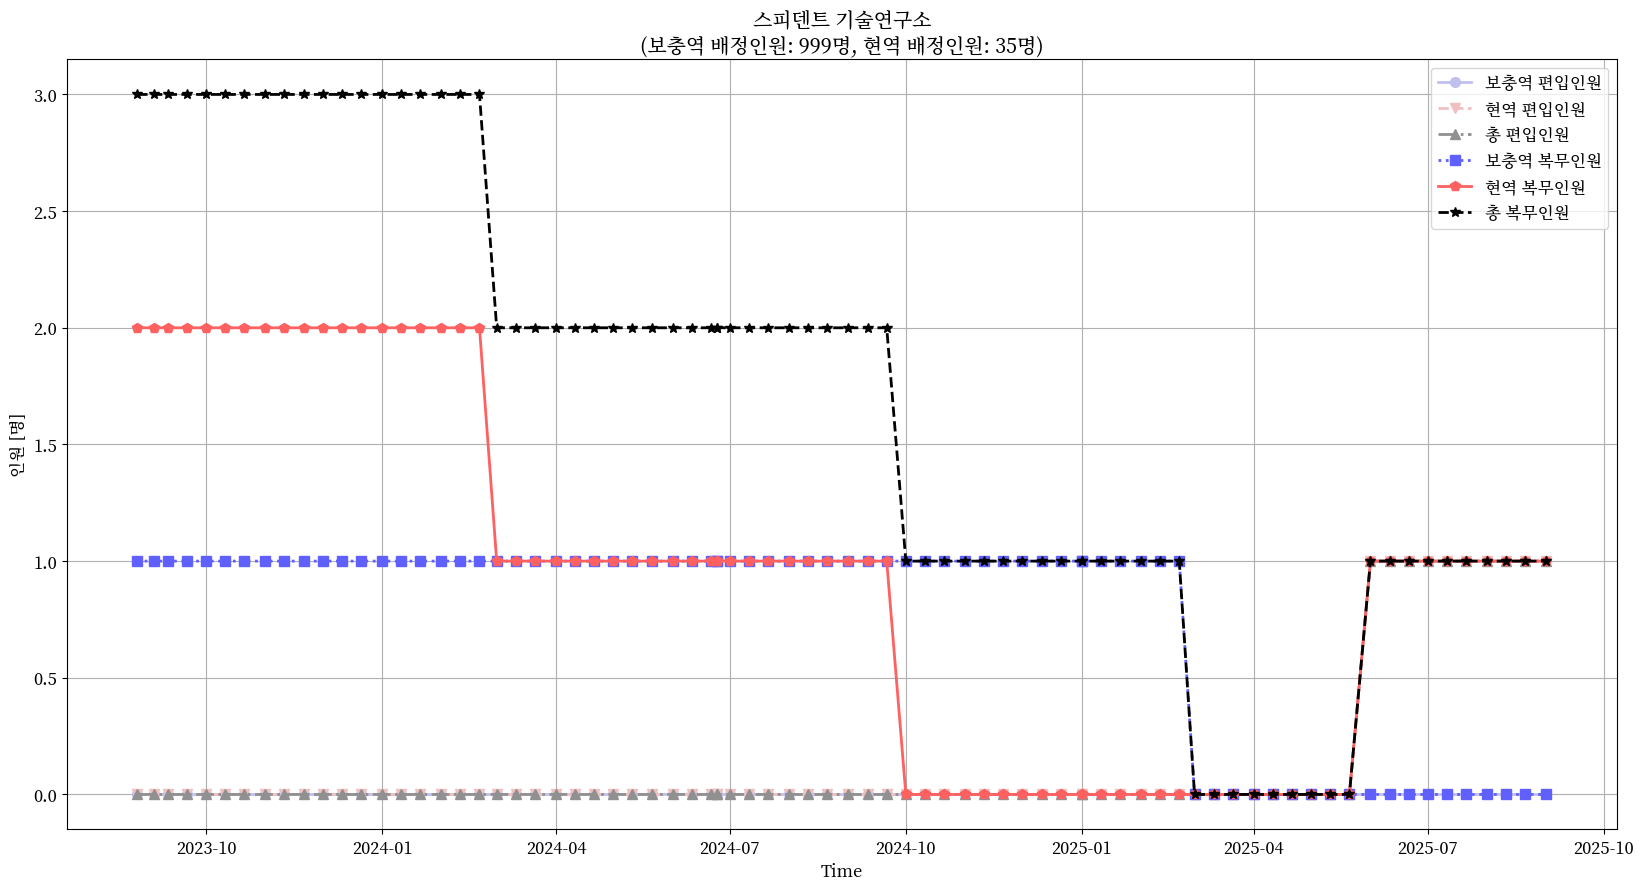 스피덴트 기술연구소
(보충역 배정인원: 999명, 현역 배정인원: 35명)
3.0
2.5
2.0
1.5
1.0
0.5
0.0
인원 [명]
보충역 편입인원
현역 편입인원
총 편입인원
보충역 복무인원
현역 복무인원
총 복무인원
2023-10
2024-01
2024-04
2024-07
2024-10
2025-01
2025-04
2025-07
2025-10
Time